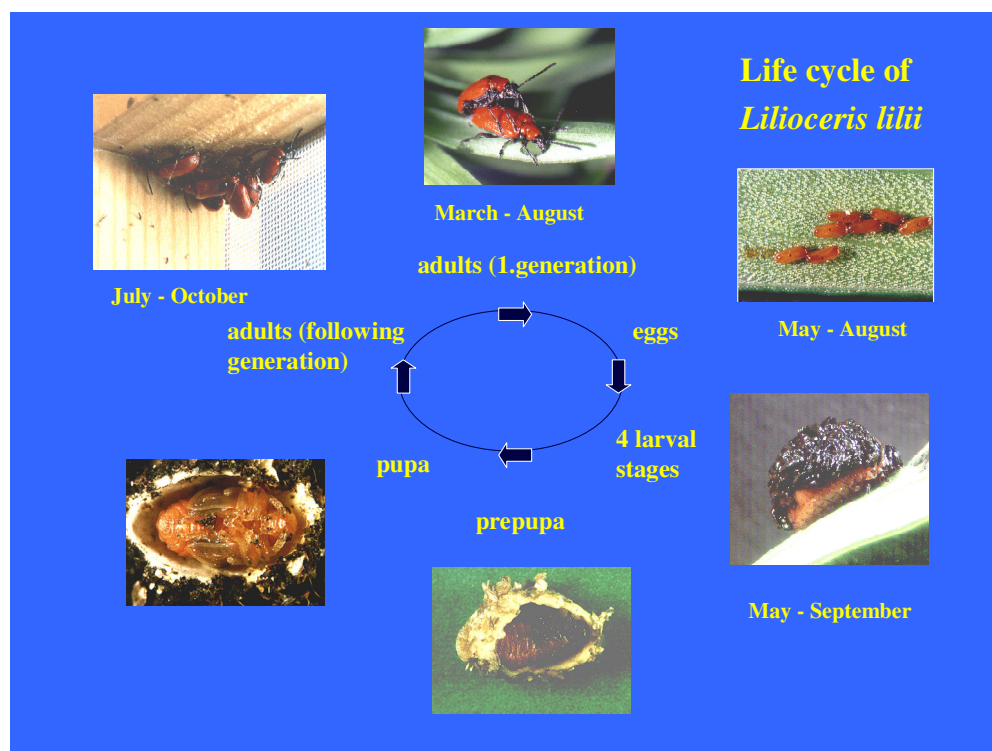 Life cycle of
Lilioceris lilii
March - August
adults (1.generation)
eggs
May - August
4 larval
stages
May - September
prepupa
pupa
adults (following
generation)
July - October